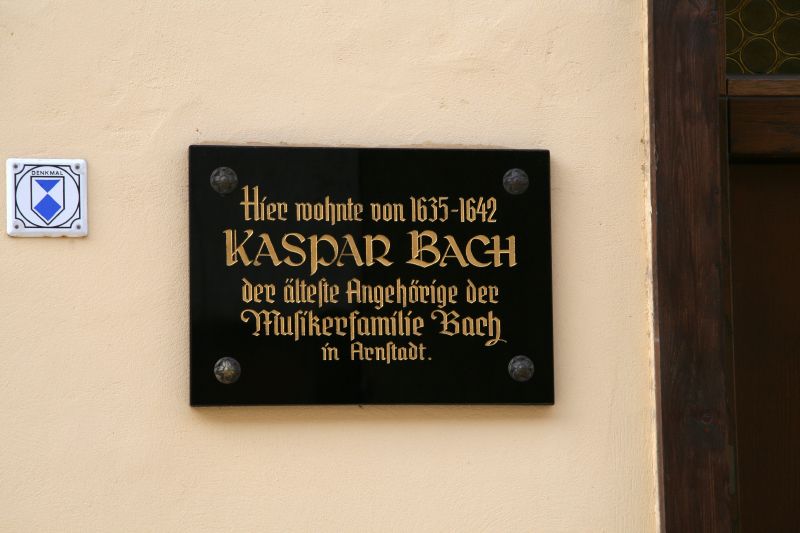 DENKMAL
Hier wohnte von 1635-1642
KASPAR BACH
der älteſte Angehörige der
Muſikerfamilie Bach
in Arnſtadt.